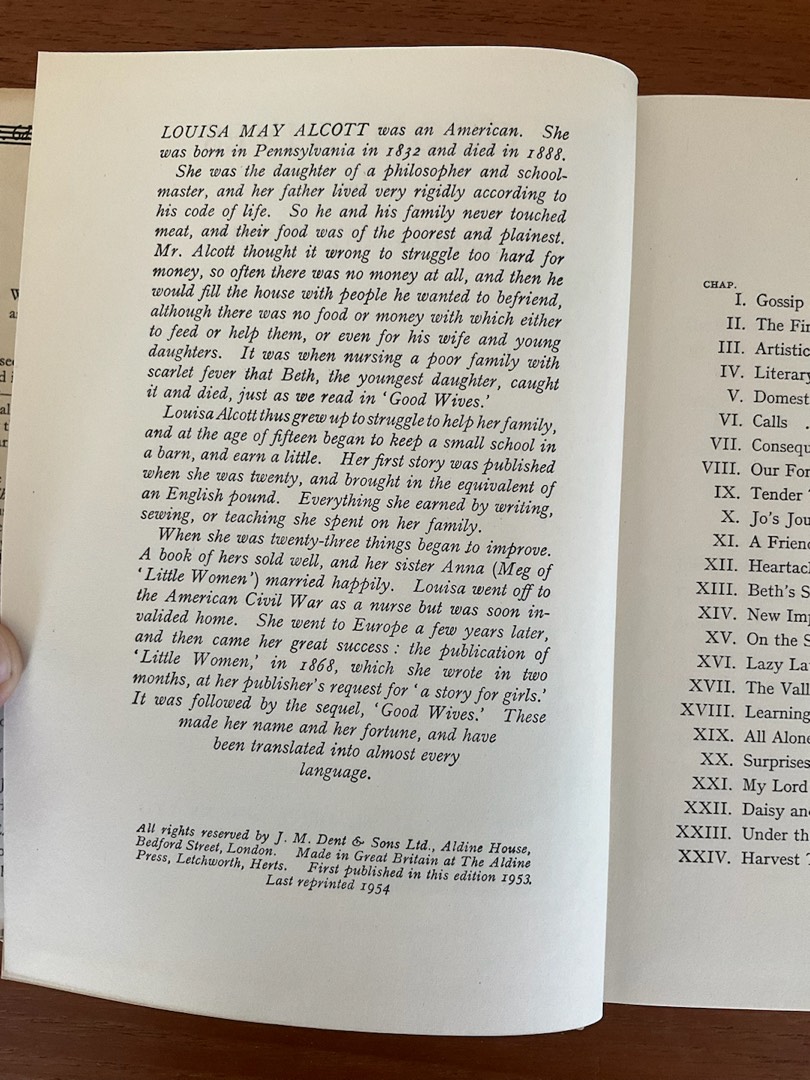 LOUISA MAY ALCOTT was an American. She
was born in Pennsylvania in 1832 and died in 1888.
She was the daughter of a philosopher and school-
master, and her father lived very rigidly according to
his code of life. So he and his family never touched
meat, and their food was of the poorest and plainest.
Mr. Alcott thought it wrong to struggle too hard for
money, so often there was no money at all, and then he
would fill the house with people he wanted to befriend,
although there was no food or money with which either
to feed or help them, or even for his wife and young
daughters. It was when nursing a poor family with
scarlet fever that Beth, the youngest daughter, caught
it and died, just as we read in ‘Good Wives.’
Louisa Alcott thus grew up to struggle to help her family,
and at the age of fifteen began to keep a small school in
a barn, and earn a little. Her first story was published
when she was twenty, and brought in the equivalent of
an English pound. Everything she earned by writing,
sewing, or teaching she spent on her family.
When she was twenty-three things began to improve.
A book of hers sold well, and her sister Anna (Meg of
‘Little Women’) married happily. Louisa went off to
the American Civil War as a nurse but was soon in-
valided home. She went to Europe a few years later,
and then came her great success : the publication of
‘Little Women,’ in 1868, which she wrote in two
months, at her publisher's request for ‘a story for girls.’
It was followed by the sequel, ‘Good Wives.’ These
made her name and her fortune, and have
been translated into almost every
language.
All rights reserved by J. M. Dent & Sons Ltd., Aldine House,
Bedford Street, London. Made in Great Britain at The Aldine
Press, Letchworth, Herts. First published in this edition 1953.
Last reprinted 1954
CHAP.
I. Gossip
II. The
III. Artistic
IV. Literary
V.
VI. Calls .
VII.
VIII. Our
IX. Tender
X. Jo's
XI. A
XII.
XIII. Beth's
XIV. New
XV. On the
XVI. Lazy
XVII. The
XVIII. Learning
XIX. All Alone
XX. Surprises
XXI. My Lord
XXII. Daisy
XXIII. Under
XXIV. Harvest